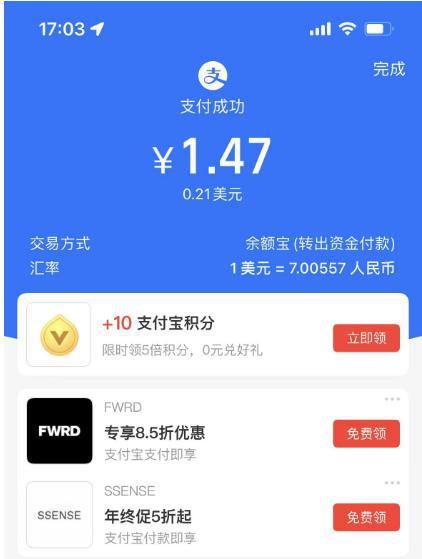 17:03
完成
支
支付成功
¥1.47
0.21美元
交易方式 余额宝(转出资金付款)
汇率 1 美元 = 7.00557 人民币
+10 支付宝积分
限时领5倍积分，0元兑好礼
立即领
FWRD
FWRD
专享8.5折优惠
支付宝支付即享
免费领
SSENSE
SSENSE
年终促5折起
支付宝付款即享
免费领